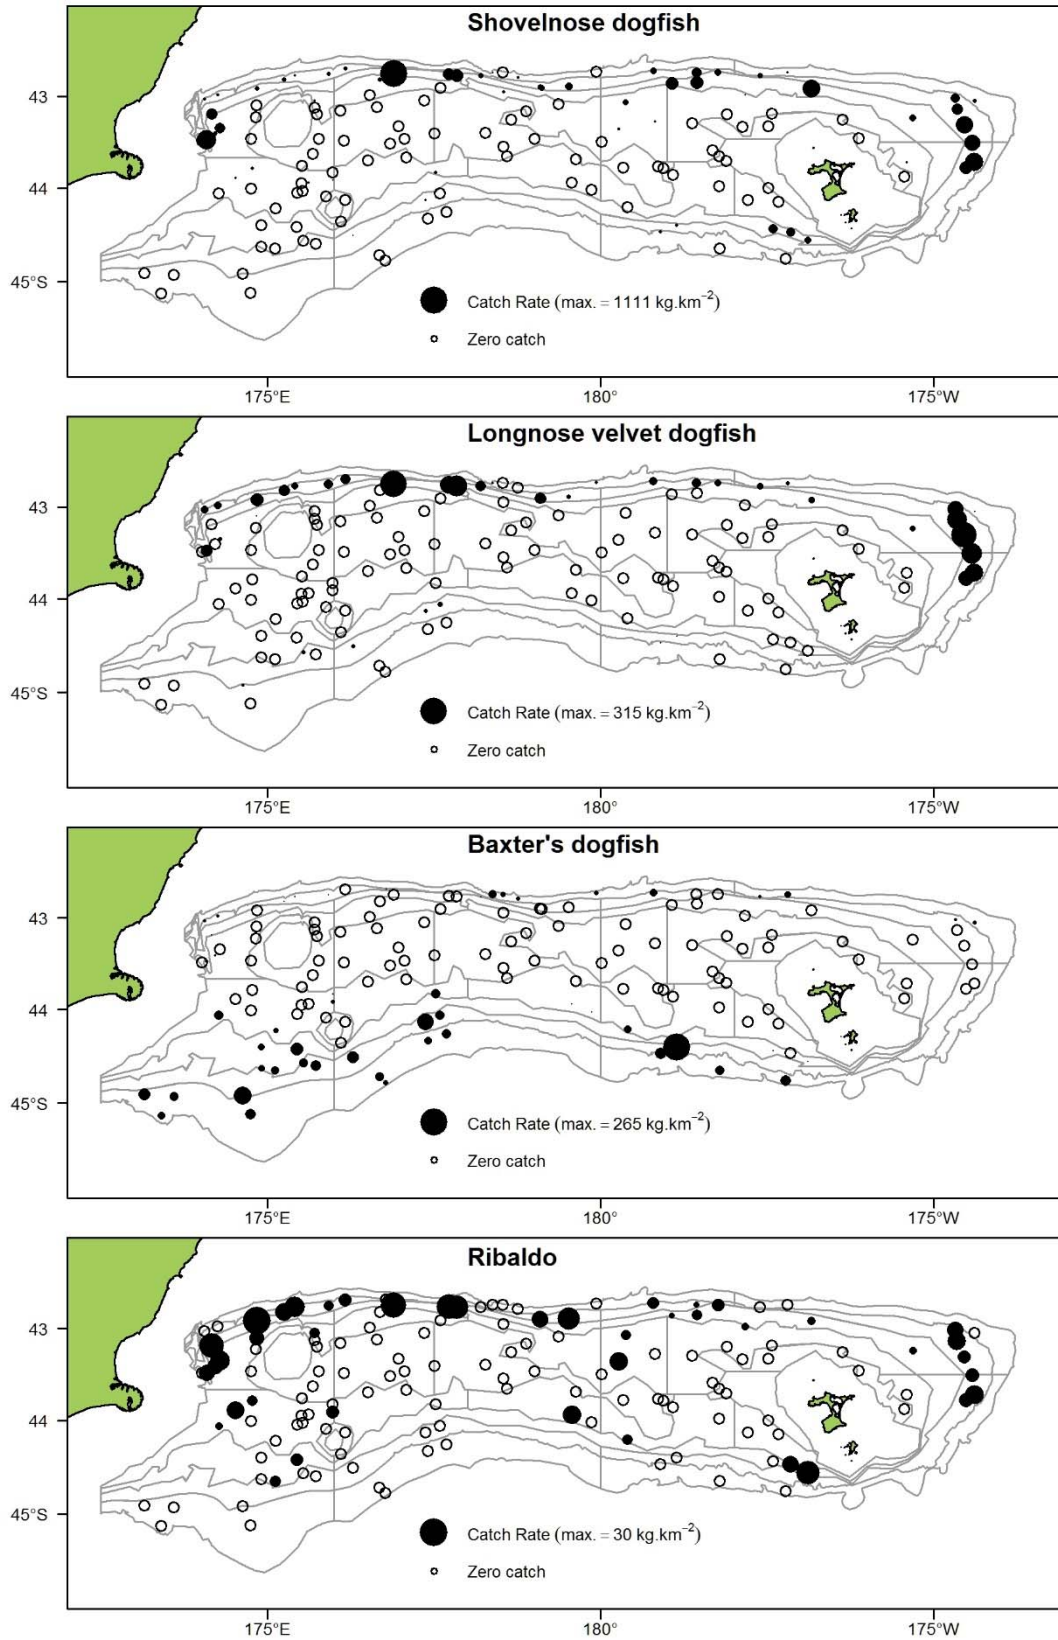 Shovelnose dogfish
43
44
45°S
Catch Rate (max. = 1111 kg.km−2)
Zero catch
175°E
180°
175°W
Longnose velvet dogfish
43
44
45°S
Catch Rate (max. = 315 kg.km−2)
Zero catch
175°E
180°
175°W
Baxter's dogfish
43
44
45°S
Catch Rate (max. = 265 kg.km−2)
Zero catch
175°E
180°
175°W
Ribaldo
43
44
45°S
Catch Rate (max. = 30 kg.km−2)
Zero catch
175°E
180°
175°W